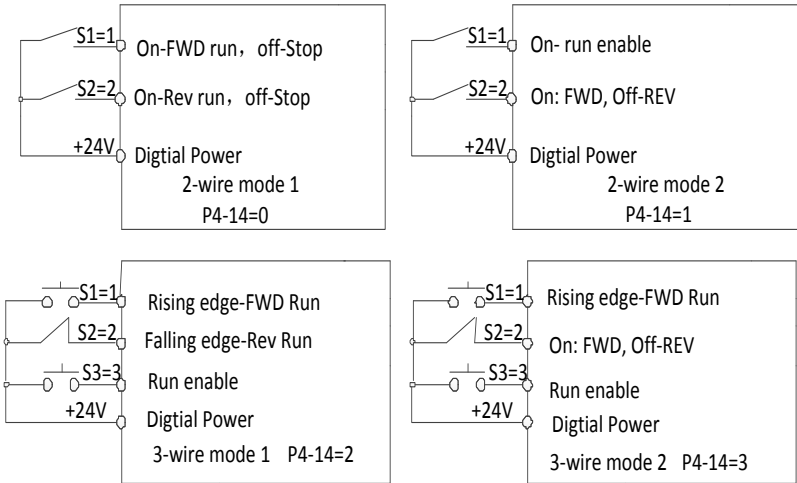 S1=1 On-FWD run，off-Stop
S2=2 On-Rev run，off-Stop
+24V Digtial Power
2-wire mode 1
P4-14=0
S1=1 On- run enable
S2=2 On: FWD, Off-REV
+24V Digtial Power
2-wire mode 2
P4-14=1
S1=1 Rising edge-FWD Run
S2=2 Falling edge-Rev Run
S3=3 Run enable
+24V Digtial Power
3-wire mode 1 P4-14=2
S1=1 Rising edge-FWD Run
S2=2 On: FWD, Off-REV
S3=3 Run enable
+24V Digtial Power
3-wire mode 2 P4-14=3